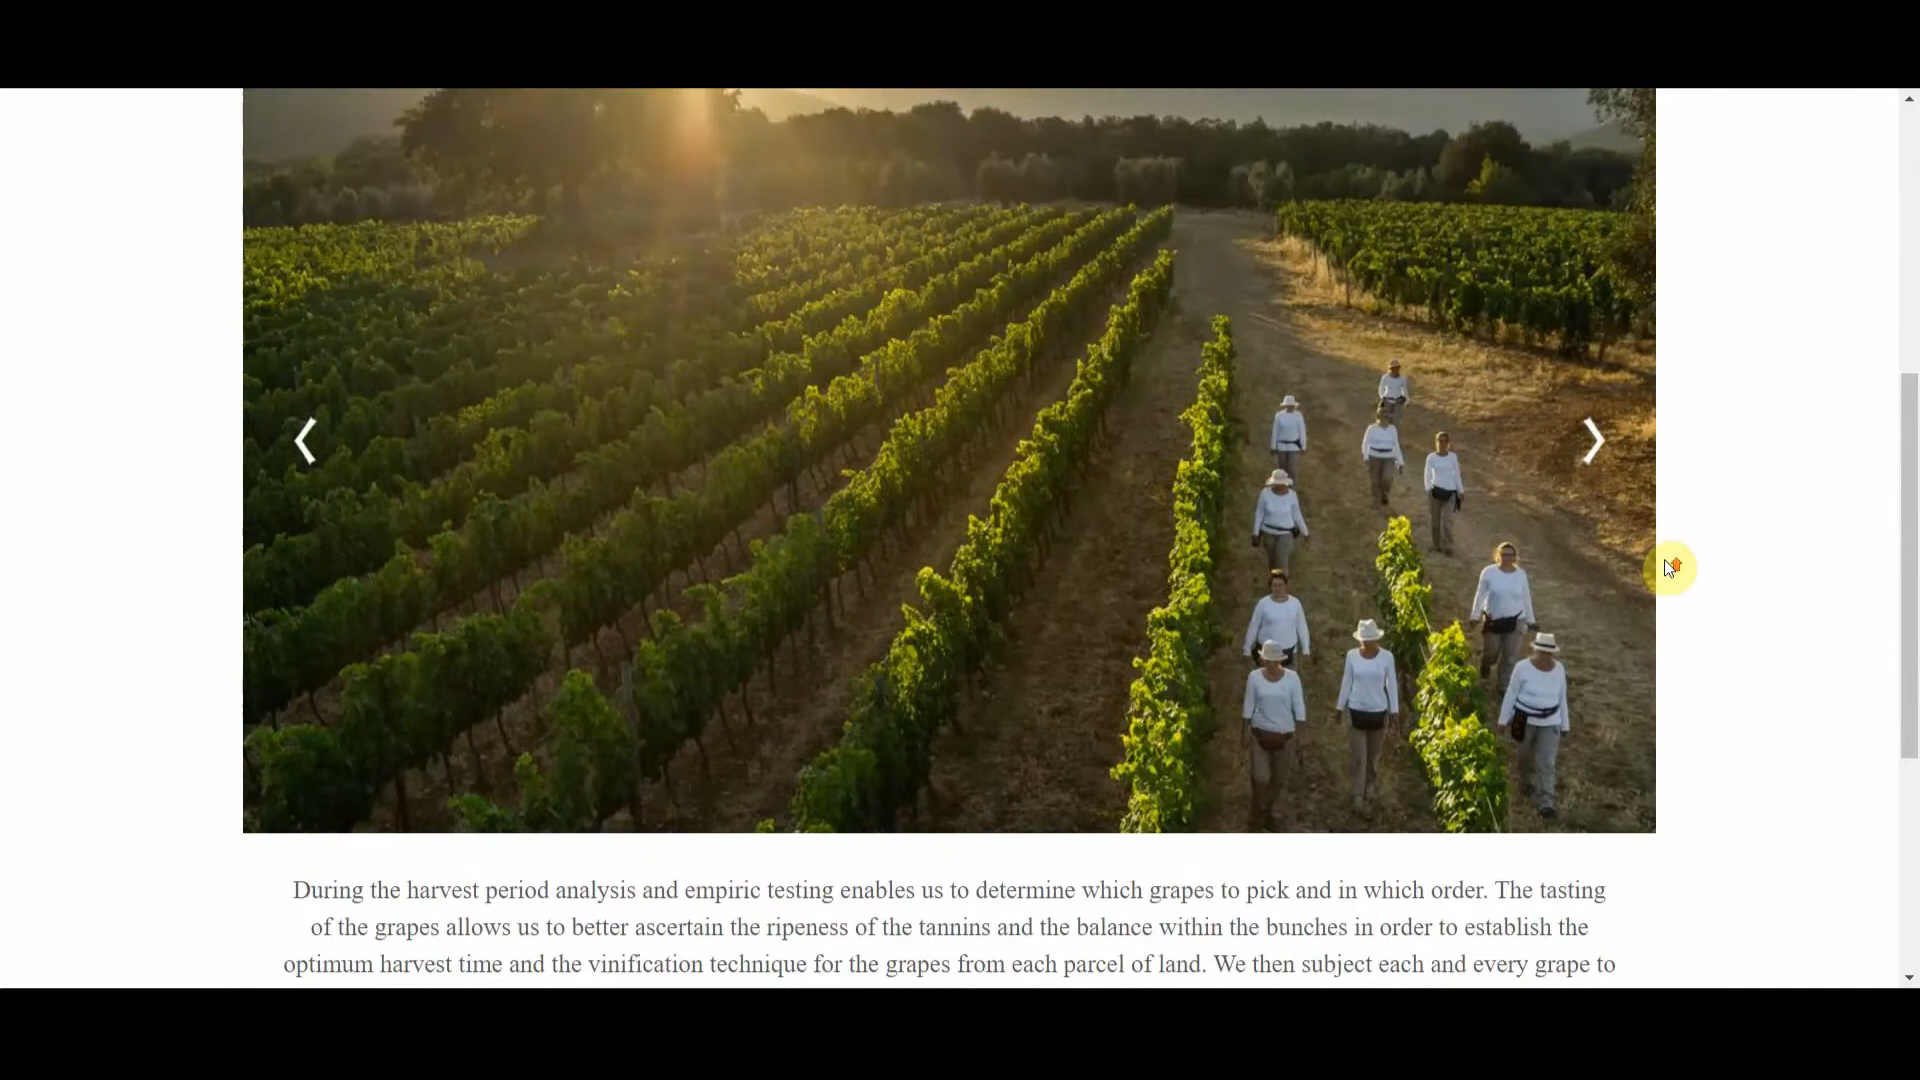 During the harvest period analysis and empiric testing enables us to determine which grapes to pick and in which order. The tasting
of the grapes allows us to better ascertain the ripeness of the tannins and the balance within the bunches in order to establish the
optimum harvest time and the vinification technique for the grapes from each parcel of land. We then subject each and every grape to